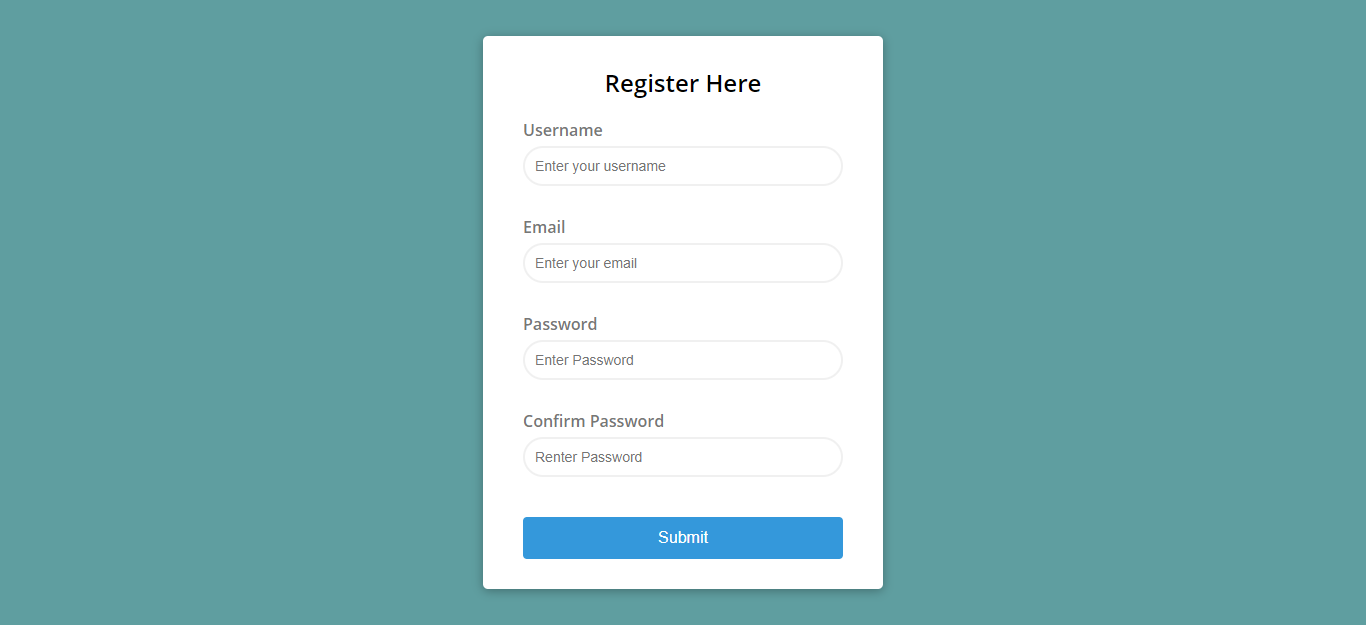 Register Here
Username
Enter your username
Email
Enter your email
Password
Enter Password
Confirm Password
Renter Password
Submit